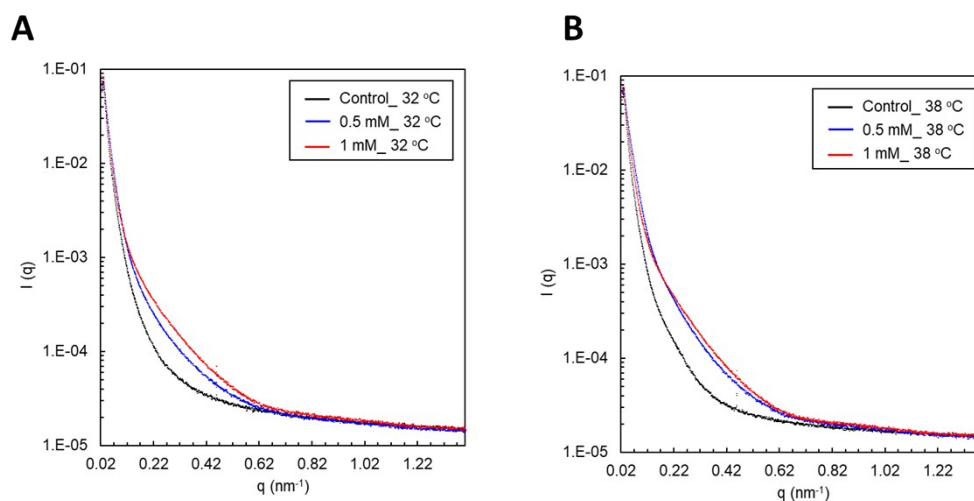 A
1.E-01
1.E-02
1.E-03
1.E-04
1.E-05
I (q)
Control_ 32 °C
0.5 mM_ 32 °C
1 mM_ 32 °C
0.02 0.22 0.42 0.62 0.82 1.02 1.22
q (nm-1)
B
1.E-01
1.E-02
1.E-03
1.E-04
1.E-05
I (q)
Control_ 38 °C
0.5 mM_ 38 °C
1 mM_ 38 °C
0.02 0.22 0.42 0.62 0.82 1.02 1.22
q (nm-1)